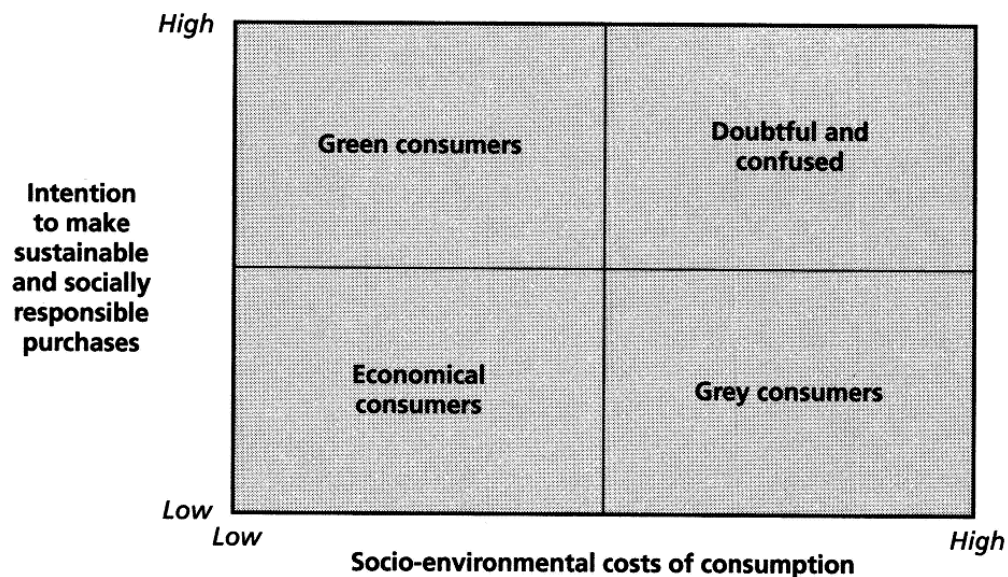 High
Green consumers
Doubtful and
confused
Intention
to make
sustainable
and socially
responsible
purchases
Economical
consumers
Grey consumers
Low
Low
High
Socio-environmental costs of consumption